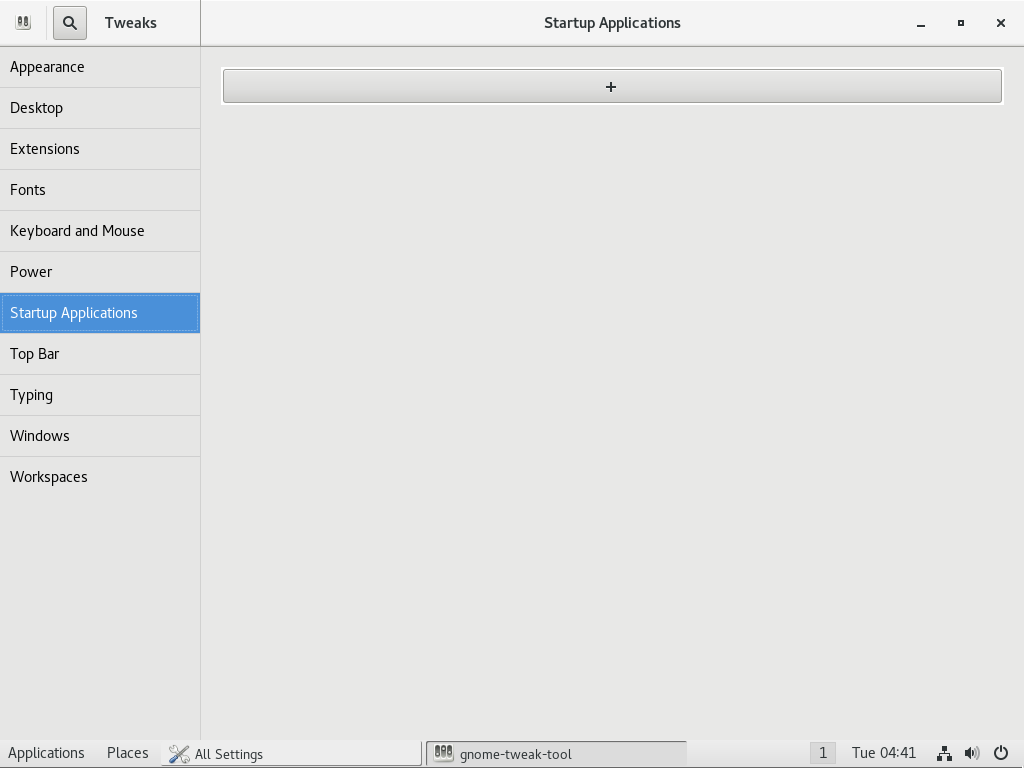 Tweaks
Startup Applications
Appearance
Desktop
Extensions
Fonts
Keyboard and Mouse
Power
Startup Applications
Top Bar
Typing
Windows
Workspaces
Applications Places All Settings gnome-tweak-tool 1 Tue 04:41